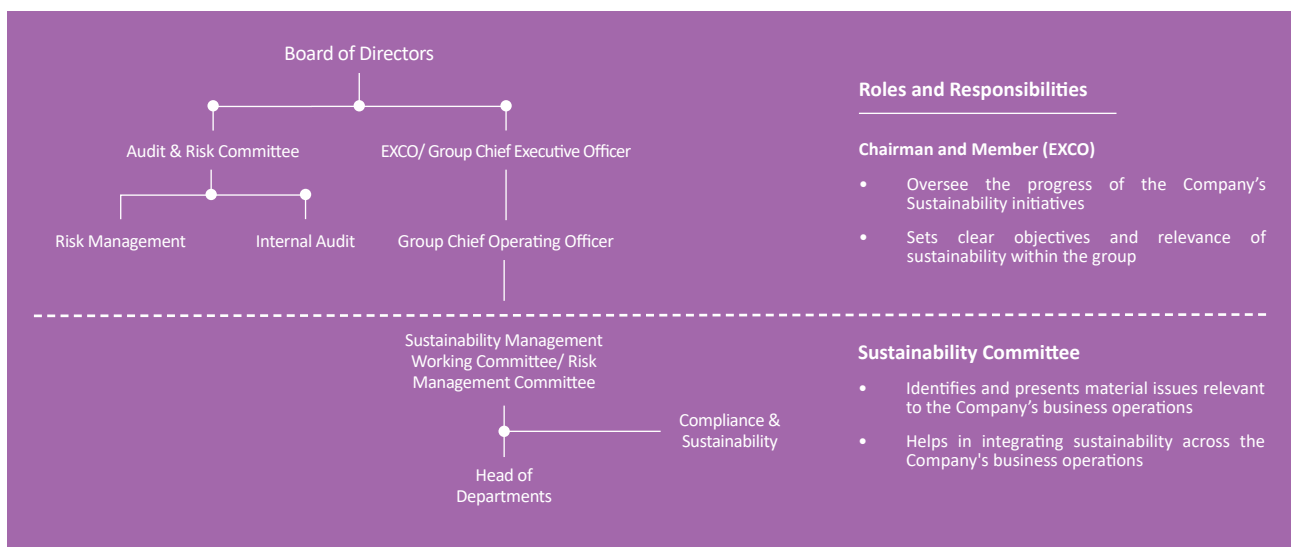 Board of Directors
Audit & Risk Committee
EXCO/ Group Chief Executive Officer
Risk Management
Internal Audit
Group Chief Operating Officer
Sustainability Management
Working Committee/ Risk
Management Committee
Compliance &
Sustainability
Head of
Departments
Roles and Responsibilities
Chairman and Member (EXCO)
• Oversee the progress of the Company’s
Sustainability initiatives
• Sets clear objectives and relevance of
sustainability within the group
Sustainability Committee
• Identifies and presents material issues relevant
to the Company’s business operations
• Helps in integrating sustainability across the
Company's business operations